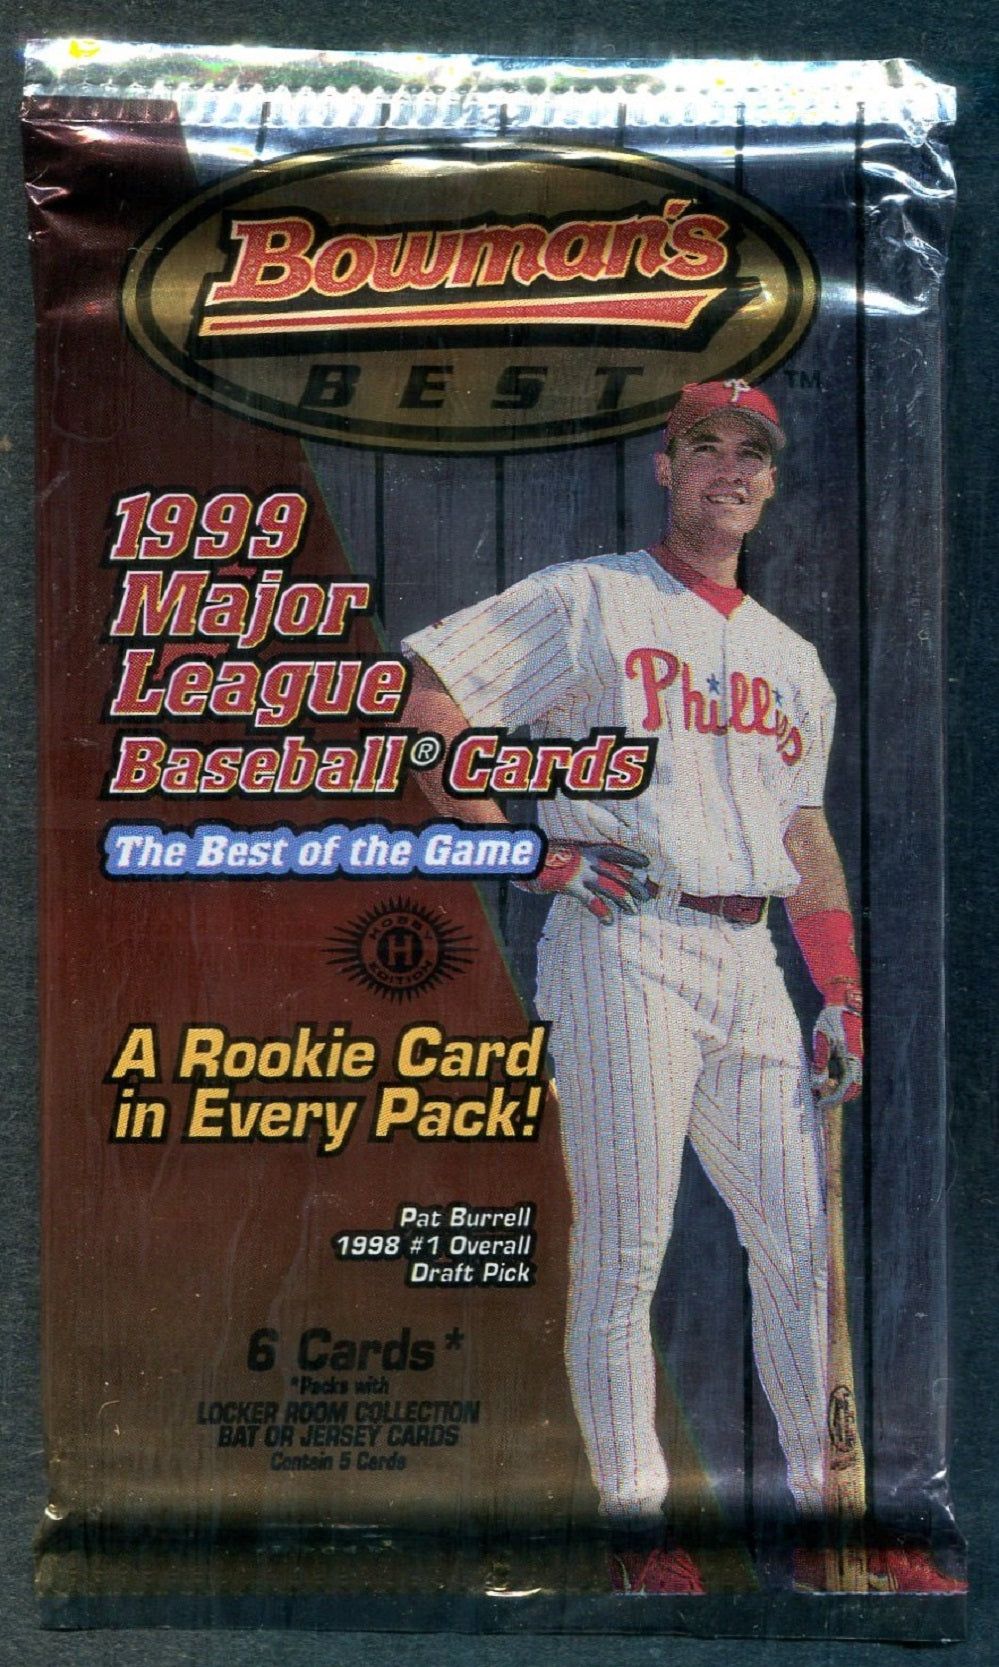 Bowman's
BEST
TM
1999
Major
League
Baseball® Cards
The Best of the Game
HOBBY
H
EDITION
A Rookie Card
in Every Pack!
Pat Burrell
1998 #1 Overall
Draft Pick
6 Cards*
*Packs with
LOCKER ROOM COLLECTION
BAT OR JERSEY CARDS
Contain 5 Cards
P
Phillies